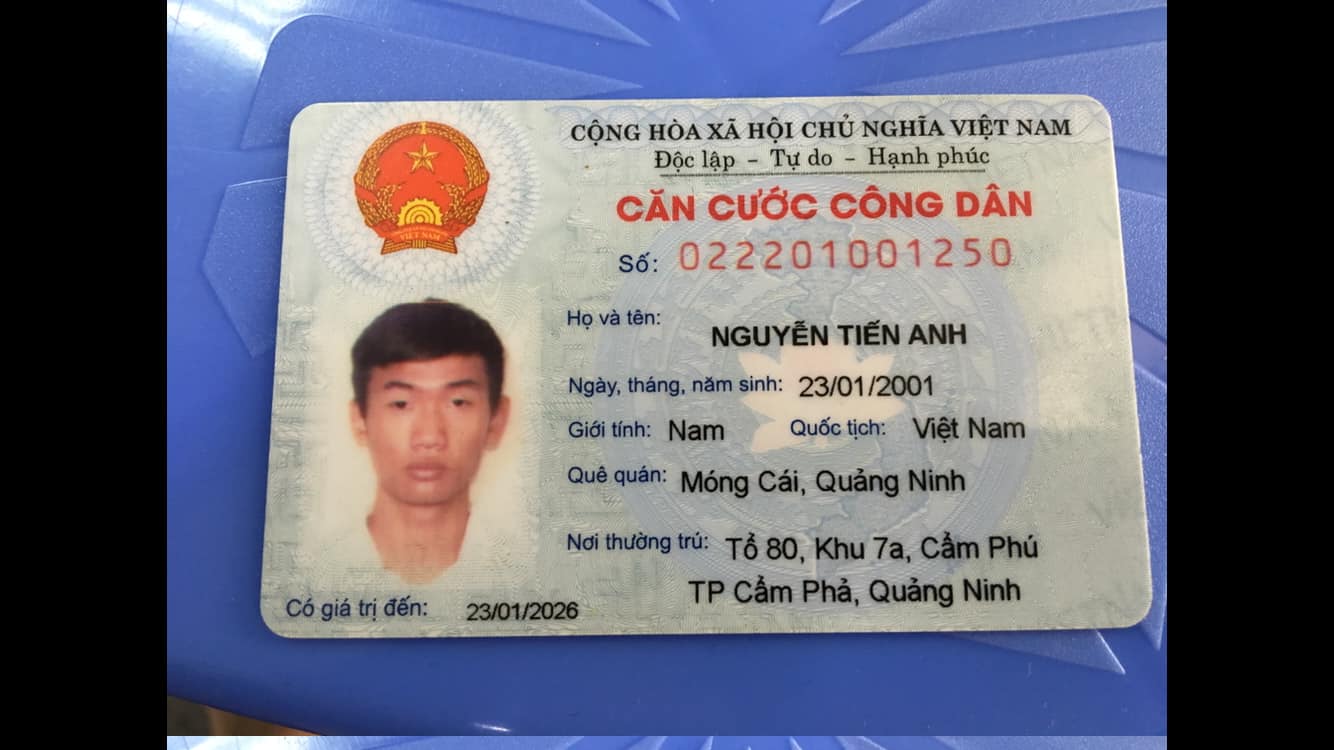 CỘNG HÒA XÃ HỘI CHỦ NGHĨA VIỆT NAM
Độc lập - Tự do - Hạnh phúc
CĂN CƯỚC CÔNG DÂN
Số: 022201001250
VIỆT NAM
Họ và tên: NGUYỄN TIẾN ANH
Ngày, tháng, năm sinh: 23/01/2001
Giới tính: Nam Quốc tịch: Việt Nam
Quê quán: Móng Cái, Quảng Ninh
Nơi thường trú: Tổ 80, Khu 7a, Cẩm Phú
TP Cẩm Phả, Quảng Ninh
Có giá trị đến: 23/01/2026